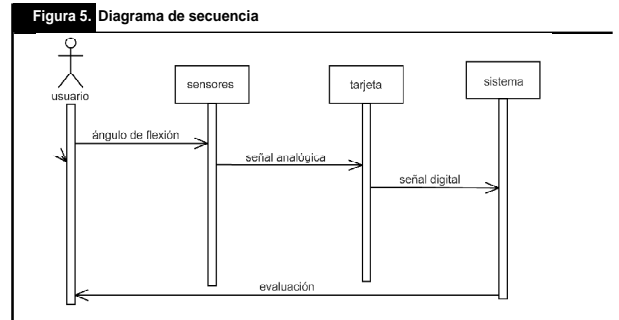 Figura 5. Diagrama de secuencia
usuario
sensores
tarjeta
sistema
ángulo de flexión
señal analógica
señal digital
evaluación